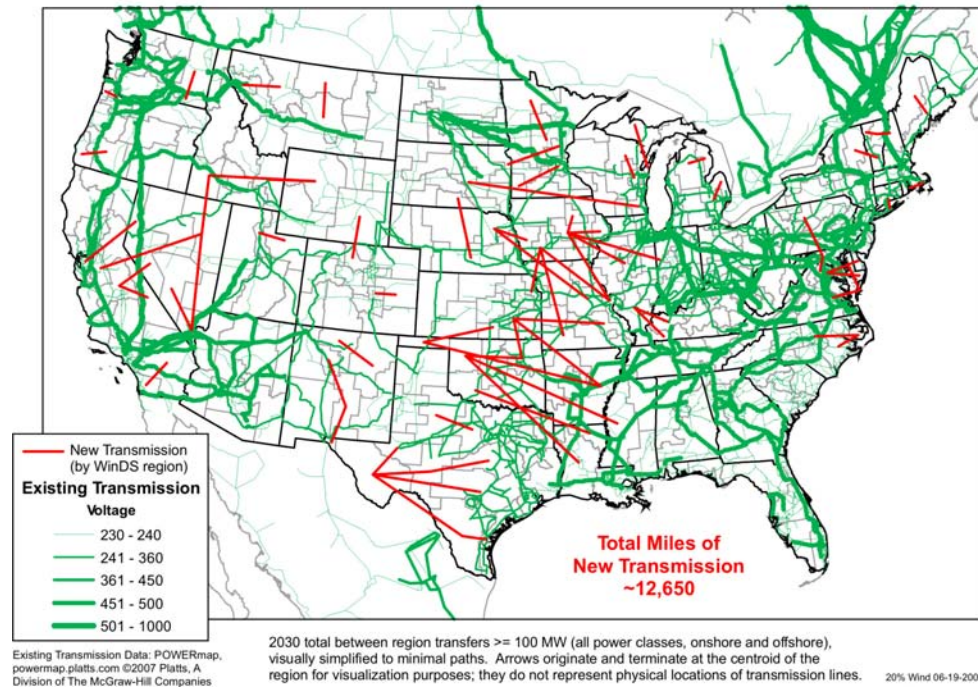 New Transmission
(by WinDS region)
Existing Transmission
Voltage
230 - 240
241 - 360
361 - 450
451 - 500
501 - 1000
Total Miles of
New Transmission
~12,650
Existing Transmission Data: POWERmap,
powermap.platts.com ©2007 Platts, A
Division of The McGraw-Hill Companies
2030 total between region transfers >= 100 MW (all power classes, onshore and offshore),
visually simplified to minimal paths. Arrows originate and terminate at the centroid of the
region for visualization purposes; they do not represent physical locations of transmission lines.
20% Wind 06-19-200